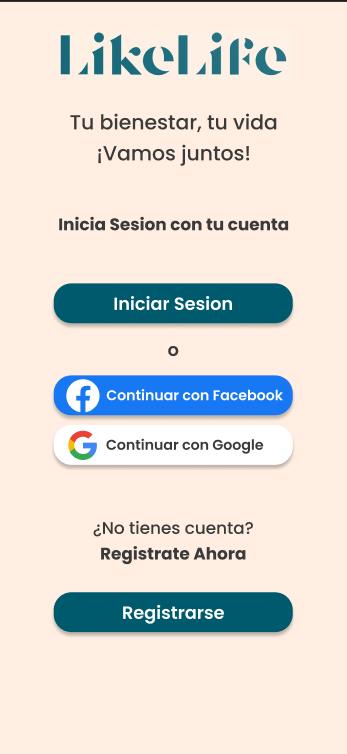 LikeLife
Tu bienestar, tu vida
¡Vamos juntos!
Inicia Sesion con tu cuenta
Iniciar Sesion
o
Continuar con Facebook
Continuar con Google
¿No tienes cuenta?
Registrate Ahora
Registrarse